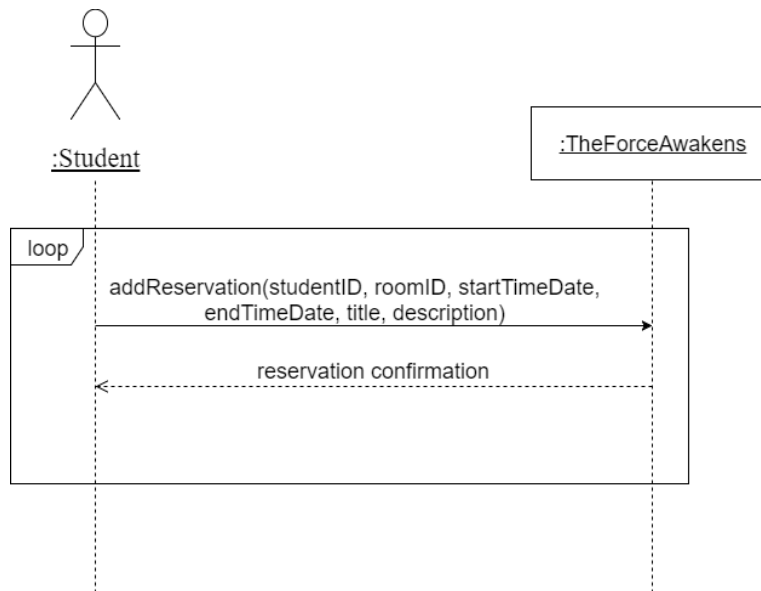 :Student
:TheForceAwakens
loop
addReservation(studentID, roomID, startTimeDate,
endTimeDate, title, description)
reservation confirmation